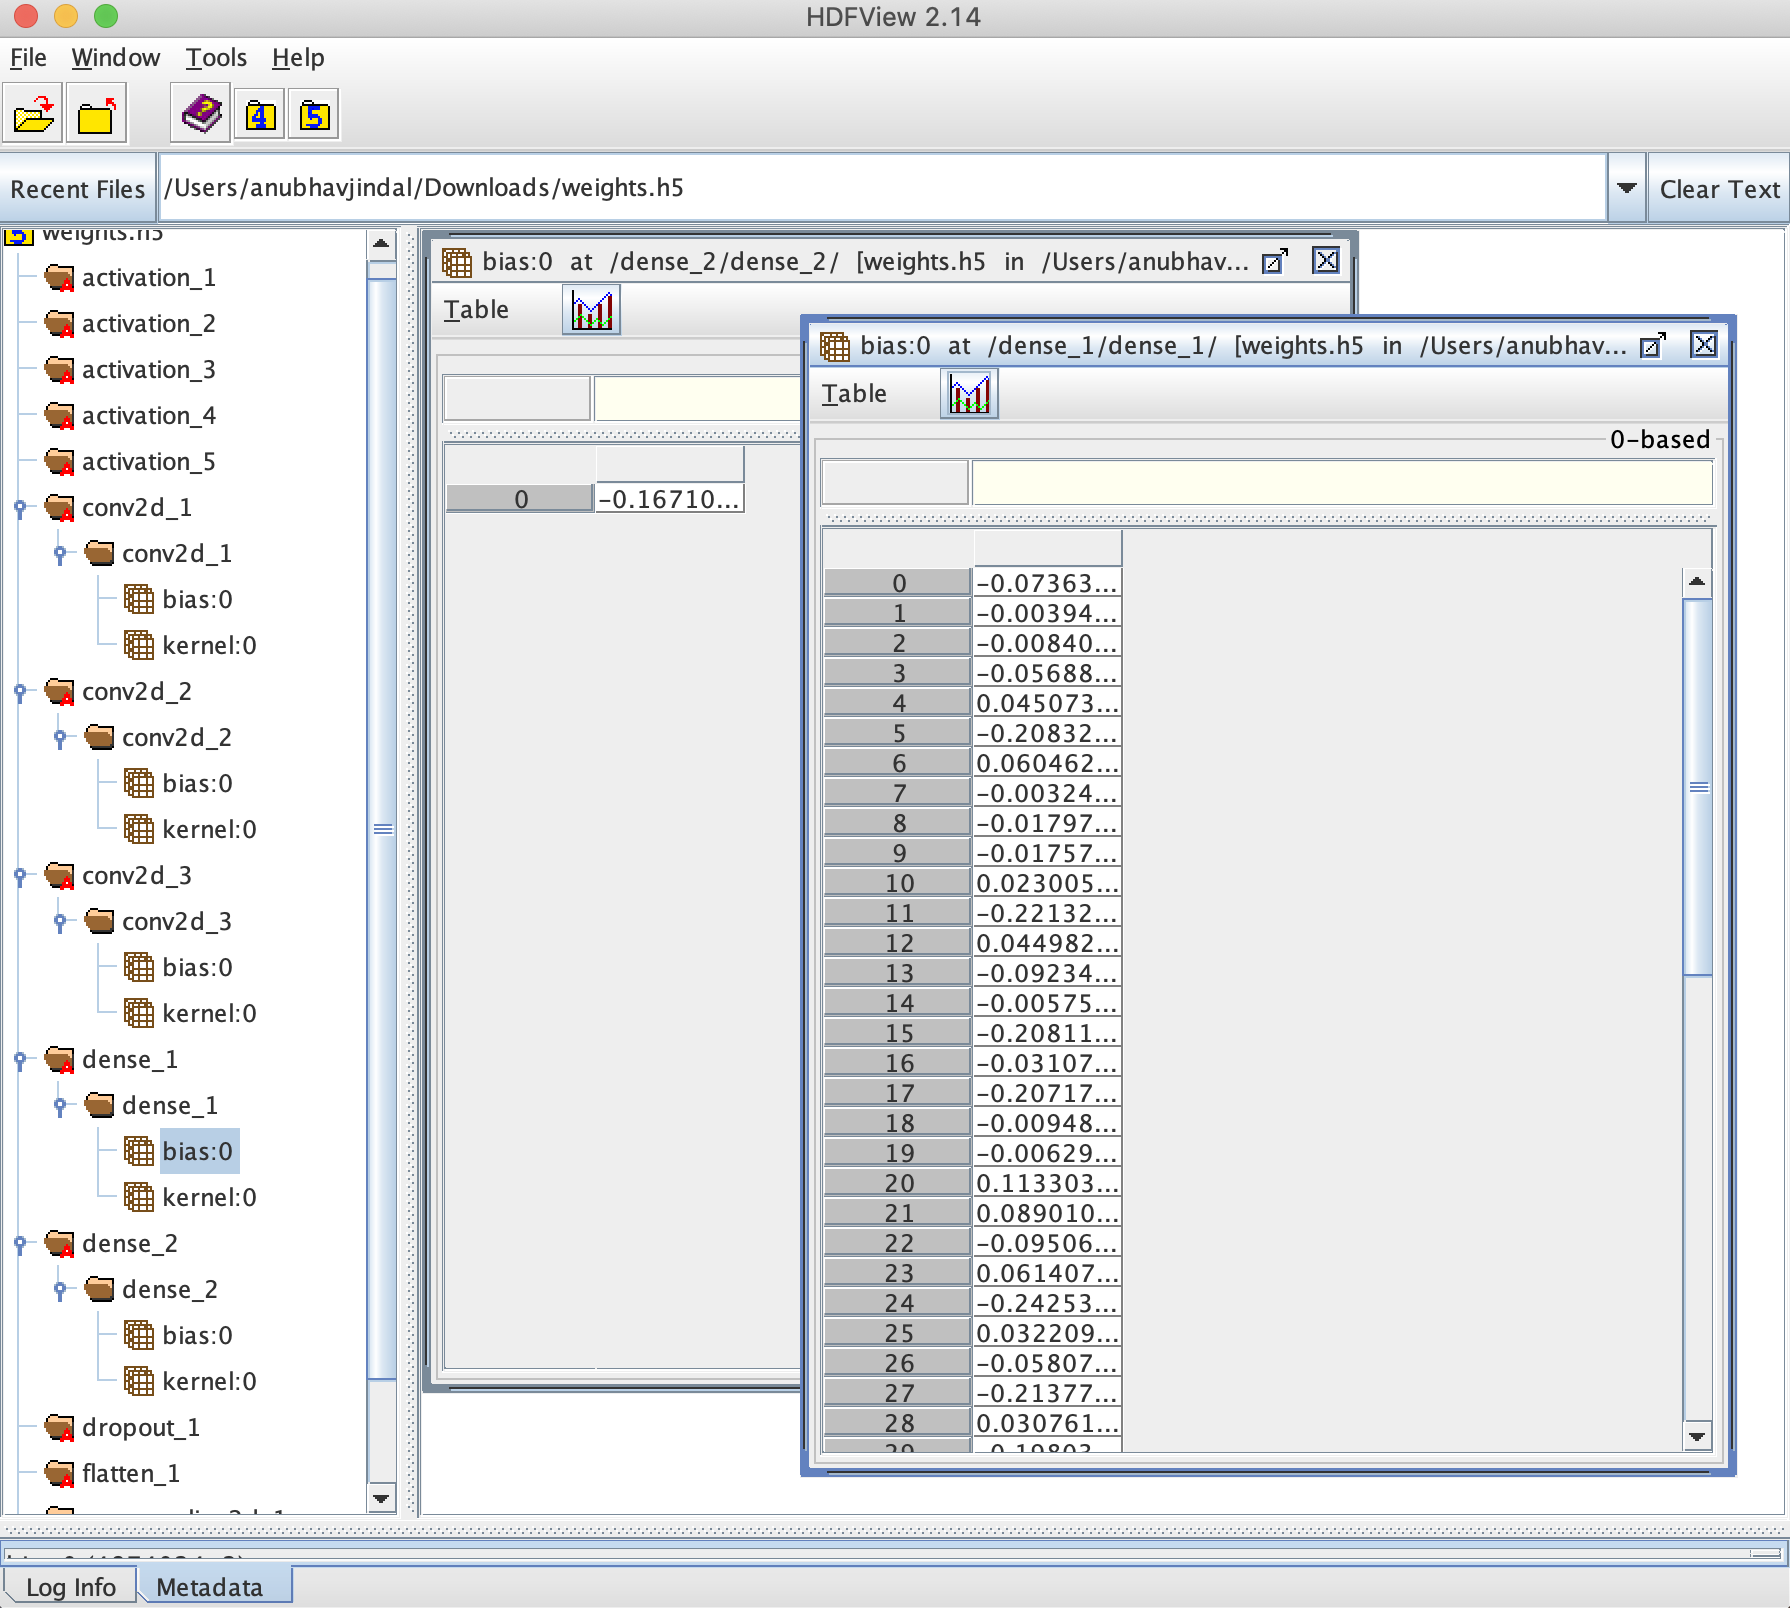 HDFView 2.14
File Window Tools Help
4 5
Recent Files /Users/anubhavjindal/Downloads/weights.h5 Clear Text
5 weights.h5
activation_1
activation_2
activation_3
activation_4
activation_5
conv2d_1
conv2d_1
bias:0
kernel:0
conv2d_2
conv2d_2
bias:0
kernel:0
conv2d_3
conv2d_3
bias:0
kernel:0
dense_1
dense_1
bias:0
kernel:0
dense_2
dense_2
bias:0
kernel:0
dropout_1
flatten_1
bias:0 at /dense_2/dense_2/ [weights.h5 in /Users/anubhav...
Table
0 -0.16710...
bias:0 at /dense_1/dense_1/ [weights.h5 in /Users/anubhav...
Table
0-based
0 -0.07363...
1 -0.00394...
2 -0.00840...
3 -0.05688...
4 0.045073...
5 -0.20832...
6 0.060462...
7 -0.00324...
8 -0.01797...
9 -0.01757...
10 0.023005...
11 -0.22132...
12 0.044982...
13 -0.09234...
14 -0.00575...
15 -0.20811...
16 -0.03107...
17 -0.20717...
18 -0.00948...
19 -0.00629...
20 0.113303...
21 0.089010...
22 -0.09506...
23 0.061407...
24 -0.24253...
25 0.032209...
26 -0.05807...
27 -0.21377...
28 0.030761...
29
Log Info Metadata